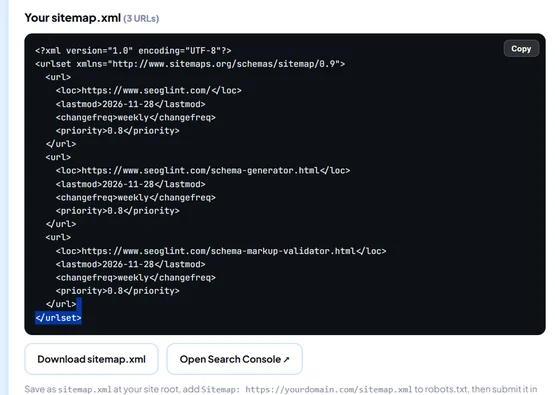 Your sitemap.xml (3 URLs)
Copy
<?xml version="1.0" encoding="UTF-8"?>
<urlset xmlns="http://www.sitemaps.org/schemas/sitemap/0.9">
<url>
<loc>https://www.seoglint.com/</loc>
<lastmod>2026-11-28</lastmod>
<changefreq>weekly</changefreq>
<priority>0.8</priority>
</url>
<url>
<loc>https://www.seoglint.com/schema-generator.html</loc>
<lastmod>2026-11-28</lastmod>
<changefreq>weekly</changefreq>
<priority>0.8</priority>
</url>
<url>
<loc>https://www.seoglint.com/schema-markup-validator.html</loc>
<lastmod>2026-11-28</lastmod>
<changefreq>weekly</changefreq>
<priority>0.8</priority>
</url>
</urlset>
Download sitemap.xml
Open Search Console ↗
Save as sitemap.xml at your site root, add Sitemap: https://yourdomain.com/sitemap.xml to robots.txt, then submit it in